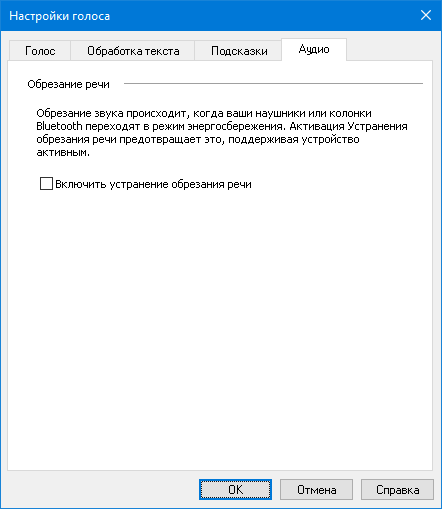 Настройки голоса
Голос
Обработка текста
Подсказки
Аудио
Обрезание речи
Обрезание звука происходит, когда ваши наушники или колонки
Bluetooth переходят в режим энергосбережения. Активация Устранения
обрезания речи предотвращает это, поддерживая устройство
активным.
Включить устранение обрезания речи
OK
Отмена
Справка